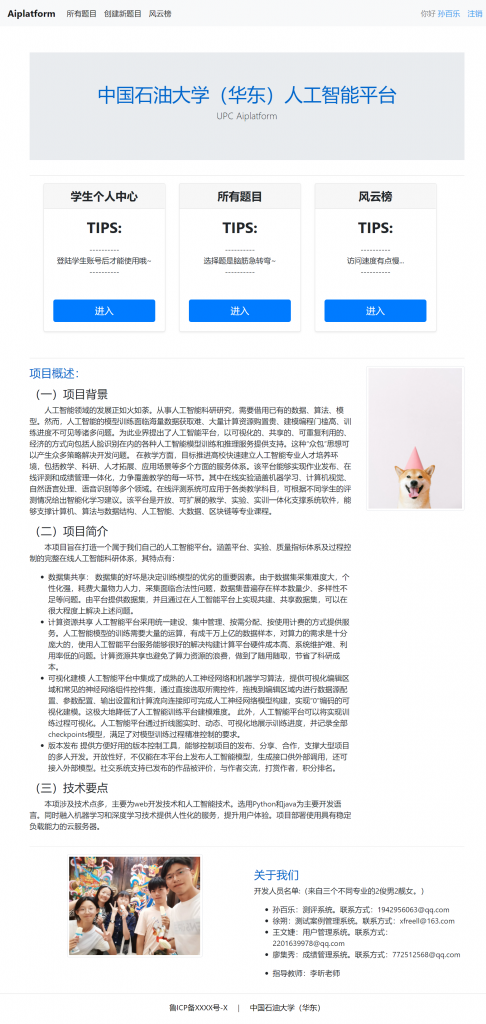 Aiplatform 所有题目 创建新题目 风云榜 你好 孙百乐 注销
中国石油大学（华东）人工智能平台
UPC Aiplatform
学生个人中心 所有题目 风云榜
TIPS: TIPS: TIPS:
---------- ---------- ----------
登陆学生账号后才能使用哦~ 选择题是脑筋急转弯~ 访问速度有点慢...
---------- ---------- ----------
进入 进入 进入
项目概述：
（一）项目背景
人工智能领域的发展正如火如荼。从事人工智能科研研究，需要借用已有的数据、算法、模
型。然而，人工智能的模型训练面临海量数据获取难、大量计算资源购置贵、建模编程门槛高、训
练进度不可见等诸多问题。为此业界提出了人工智能平台，以可视化的、共享的、可重复利用的、
经济的方式向包括人脸识别在内的各种人工智能模型训练和推理服务提供支持。这种“众包”思想可
以产生众多策略解决开发问题。 在教学方面，目标推进高校快速建立人工智能专业人才培养环
境，包括教学、科研、人才拓展、应用场景等多个方面的服务体系。该平台能够实现作业发布、在
线评测和成绩管理一体化，力争覆盖教学的每一环节。其中在线实验涵盖机器学习、计算机视觉、
自然语言处理、语音识别等多个领域。在线评测系统可应用于各类教学科目，可根据不同学生的评
测情况给出智能化学习建议。该平台是开放、可扩展的教学、实验、实训一体化支撑系统软件，能
够支撑计算机、算法与数据结构、人工智能、大数据、区块链等专业课程。
（二）项目简介
本项目旨在打造一个属于我们自己的人工智能平台。涵盖平台、实验、质量指标体系及过程控
制的完整在线人工智能科研体系，其特点有：
数据集共享： 数据集的好坏是决定训练模型的优劣的重要因素。由于数据集采集难度大，个
性化强，耗费大量物力人力，采集面临合法性问题，数据集普遍存在样本数量少、多样性不
足等问题。由平台提供数据集，并且通过在人工智能平台上实现共建、共享数据集，可以在
很大程度上解决上述问题。
计算资源共享 人工智能平台采用统一建设、集中管理、按需分配、按使用计费的方式提供服
务。人工智能模型的训练需要大量的运算，有成千万上亿的数据样本，对算力的需求是十分
庞大的，使用人工智能平台服务能够很好的解决构建计算平台硬件成本高、系统维护难、利
用率低的问题。计算资源共享也避免了算力资源的浪费，做到了随用随取，节省了科研成
本。
可视化建模 人工智能平台中集成了成熟的人工神经网络和机器学习算法，提供可视化编辑区
域和常见的神经网络组件控件集，通过直接选取所需控件，拖拽到编辑区域内进行数据源配
置、参数配置、输出设置和计算流向连接即可完成人工神经网络模型构建，实现“0”编码的可
视化建模。这极大地降低了人工智能训练平台建模难度。 此外，人工智能平台可以将实现训
练过程可视化。人工智能平台通过折线图实时、动态、可视化地展示训练进度，并记录全部
checkpoints模型，满足了对模型训练过程精准控制的要求。
版本发布 提供方便好用的版本控制工具，能够控制项目的发布、分享、合作，支撑大型项目
的多人开发。开放性好，不仅能在本平台上发布人工智能模型，生成接口供外部调用，还可
接入外部模型。社交系统支持已发布的作品被评价，与作者交流，打赏作者，积分排名。
（三）技术要点
本项涉及技术点多，主要为web开发技术和人工智能技术。选用Python和java为主要开发语
言。同时融入机器学习和深度学习技术提供人性化的服务，提升用户体验。项目部署使用具有稳定
负载能力的云服务器。
关于我们
开发人员名单:（来自三个不同专业的2俊男2靓女。）
孙百乐：测评系统。联系方式：1942956063@qq.com
徐朔：测试案例管理系统。联系方式：xfreell@163.com
王文婕：用户管理系统。联系方式：
2201639978@qq.com
廖集秀：成绩管理系统。联系方式：772512568@qq.com
指导教师：李昕老师
鲁ICP备XXXX号-X | 中国石油大学（华东）